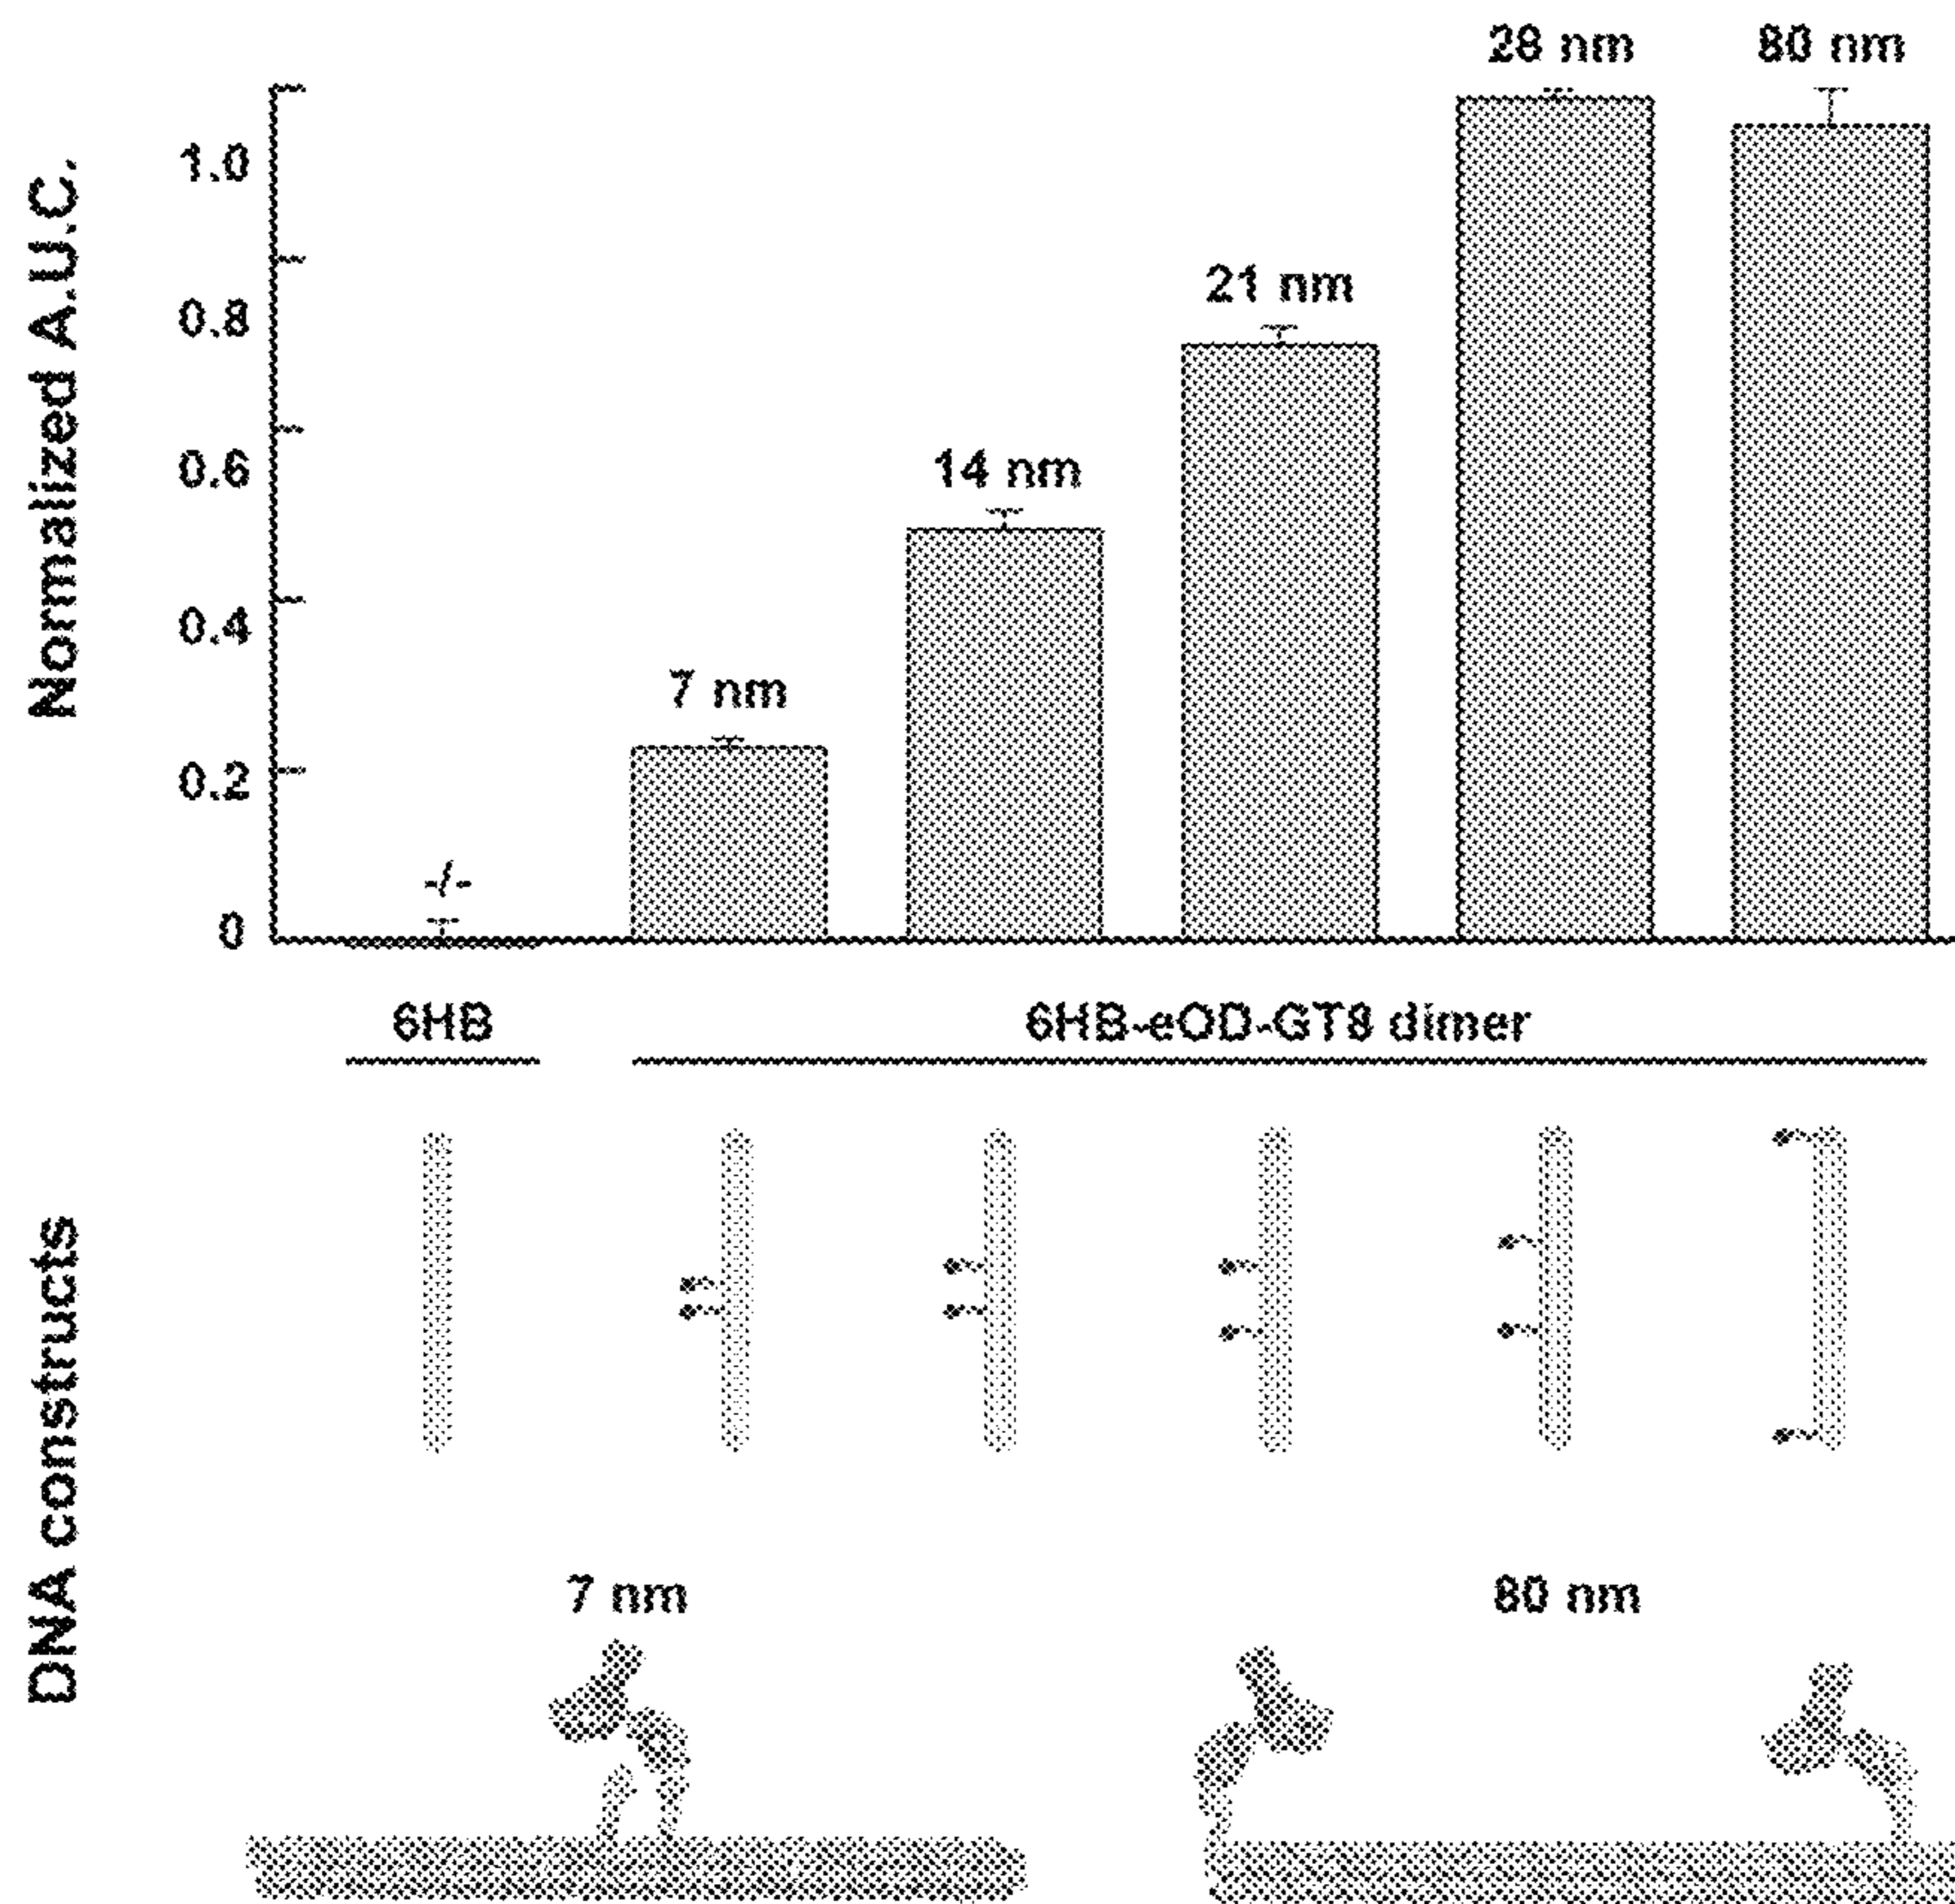 28 nm 80 nm
1.0
21 nm
0.8
14 nm
0.6
0.4
7 nm
0.2
-/-
0
Normalized A.U.C.
6HB 6HB-eOD-GT8 dimer
DNA constructs
7 nm 80 nm